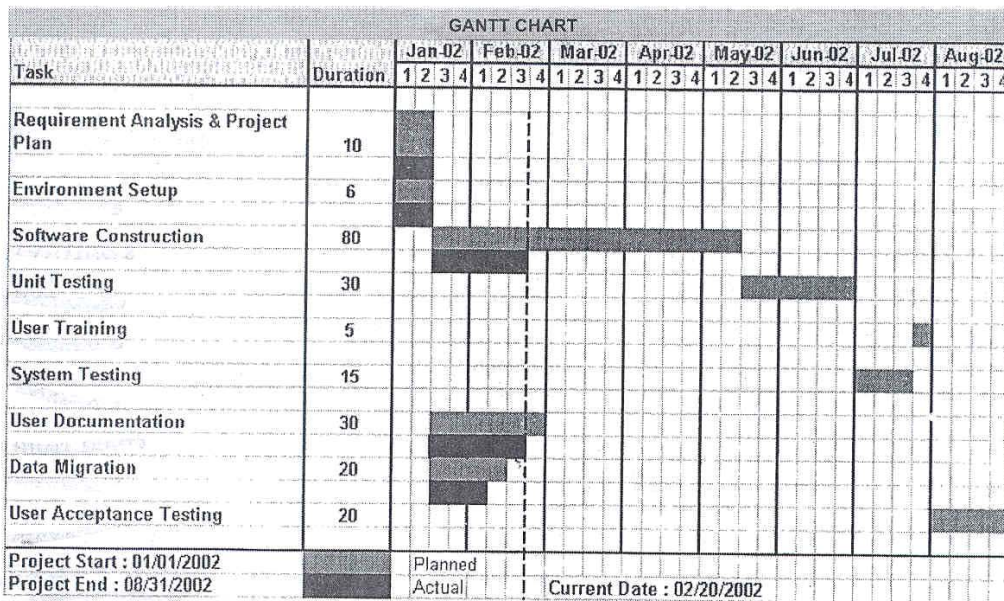 GANTT CHART
Jan-02 Feb-02 Mar-02 Apr-02 May-02 Jun-02 Jul-02 Aug-02
Task Duration 1 2 3 4 1 2 3 4 1 2 3 4 1 2 3 4 1 2 3 4 1 2 3 4 1 2 3 4 1 2 3 4
Requirement Analysis & Project
Plan 10
Environment Setup 6
Software Construction 80
Unit Testing 30
User Training 5
System Testing 15
User Documentation 30
Data Migration 20
User Acceptance Testing 20
Project Start : 01/01/2002 Planned
Project End : 08/31/2002 Actual Current Date : 02/20/2002